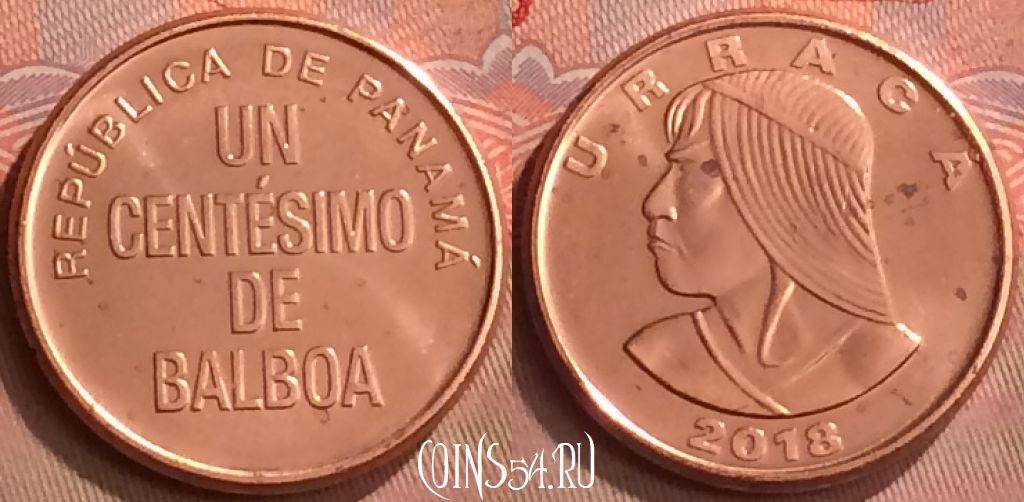 REPÚBLICA DE PANAMÁ
UN
CENTÉSIMO
DE
BALBOA
URRACÁ
2018
COINS54.RU